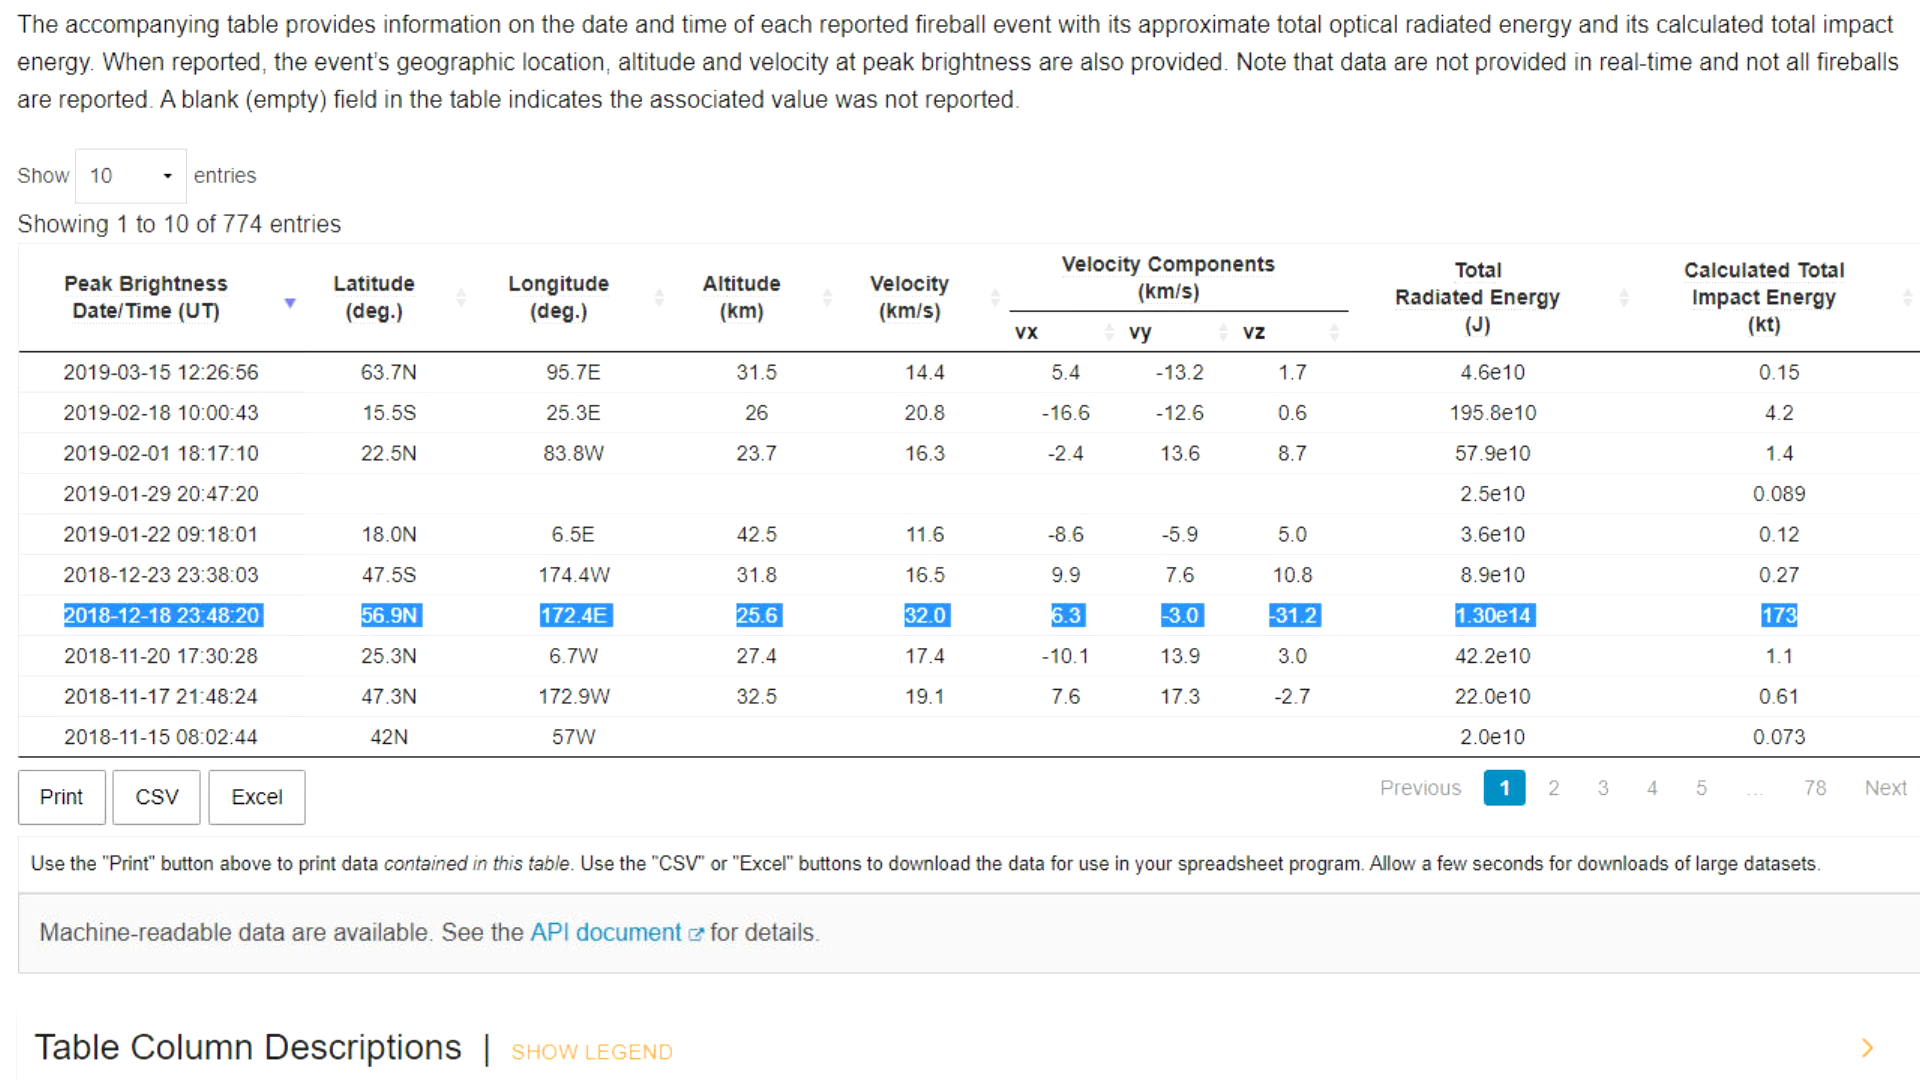 The accompanying table provides information on the date and time of each reported fireball event with its approximate total optical radiated energy and its calculated total impact
energy. When reported, the event's geographic location, altitude and velocity at peak brightness are also provided. Note that data are not provided in real-time and not all fireballs
are reported. A blank (empty) field in the table indicates the associated value was not reported.
Show 10 entries
Showing 1 to 10 of 774 entries
Peak Brightness Date/Time (UT) Latitude (deg.) Longitude (deg.) Altitude (km) Velocity (km/s) Velocity Components (km/s) Total Radiated Energy (J) Calculated Total Impact Energy (kt)
vx vy vz
2019-03-15 12:26:56 63.7N 95.7E 31.5 14.4 5.4 -13.2 1.7 4.6e10 0.15
2019-02-18 10:00:43 15.5S 25.3E 26 20.8 -16.6 -12.6 0.6 195.8e10 4.2
2019-02-01 18:17:10 22.5N 83.8W 23.7 16.3 -2.4 13.6 8.7 57.9e10 1.4
2019-01-29 20:47:20 2.5e10 0.089
2019-01-22 09:18:01 18.0N 6.5E 42.5 11.6 -8.6 -5.9 5.0 3.6e10 0.12
2018-12-23 23:38:03 47.5S 174.4W 31.8 16.5 9.9 7.6 10.8 8.9e10 0.27
2018-12-18 23:48:20 56.9N 172.4E 25.6 32.0 6.3 -3.0 -31.2 1.30e14 173
2018-11-20 17:30:28 25.3N 6.7W 27.4 17.4 -10.1 13.9 3.0 42.2e10 1.1
2018-11-17 21:48:24 47.3N 172.9W 32.5 19.1 7.6 17.3 -2.7 22.0e10 0.61
2018-11-15 08:02:44 42N 57W 2.0e10 0.073
Print CSV Excel Previous 1 2 3 4 5 ... 78 Next
Use the "Print" button above to print data contained in this table. Use the "CSV" or "Excel" buttons to download the data for use in your spreadsheet program. Allow a few seconds for downloads of large datasets.
Machine-readable data are available. See the API document for details.
Table Column Descriptions | SHOW LEGEND